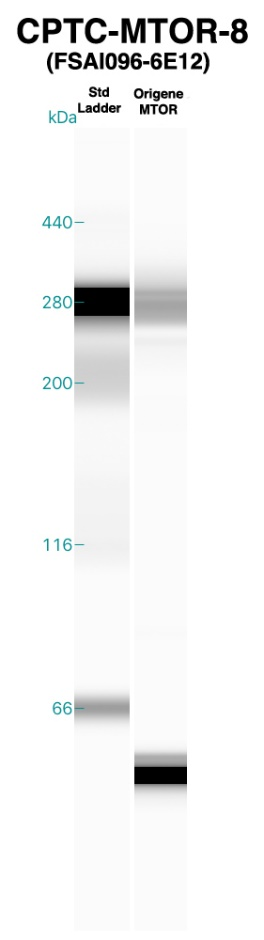 CPTC-MTOR-8
(FSAI096-6E12)
Std
Ladder
Origene
MTOR
kDa
440
280
200
116
66